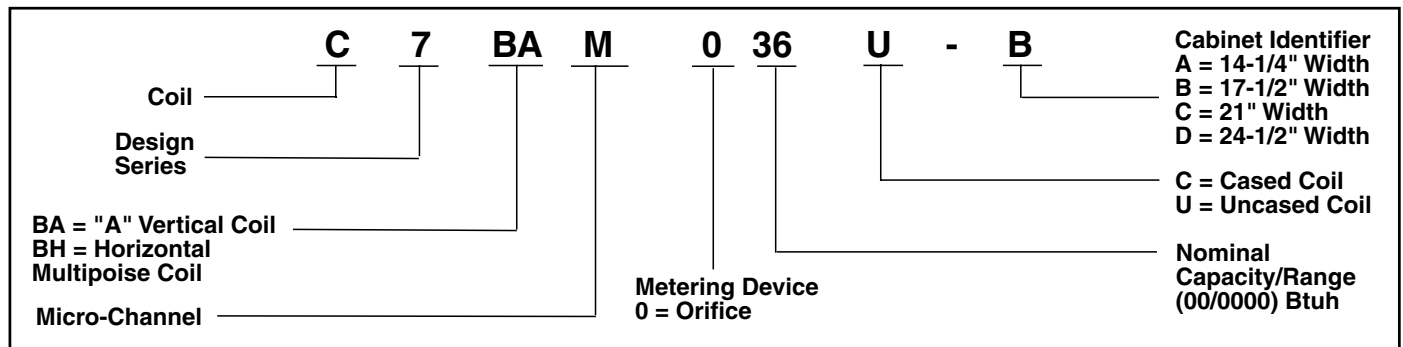 C 7 BA M 0 36 U - B
Coil
Design
Series
BA = "A" Vertical Coil
BH = Horizontal
Multipoise Coil
Micro-Channel
Metering Device
0 = Orifice
Cabinet Identifier
A = 14-1/4" Width
B = 17-1/2" Width
C = 21" Width
D = 24-1/2" Width
C = Cased Coil
U = Uncased Coil
Nominal
Capacity/Range
(00/0000) Btuh